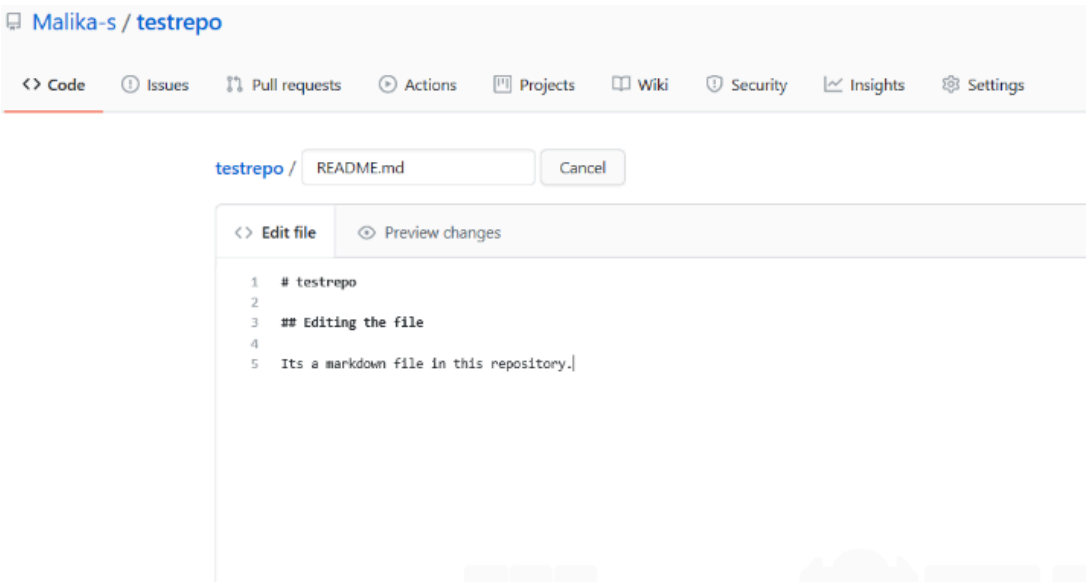 Malika-s / testrepo
<> Code Issues Pull requests Actions Projects Wiki Security Insights Settings
testrepo / README.md Cancel
<> Edit file Preview changes
1 # testrepo
2
3 ## Editing the file
4
5 Its a markdown file in this repository.